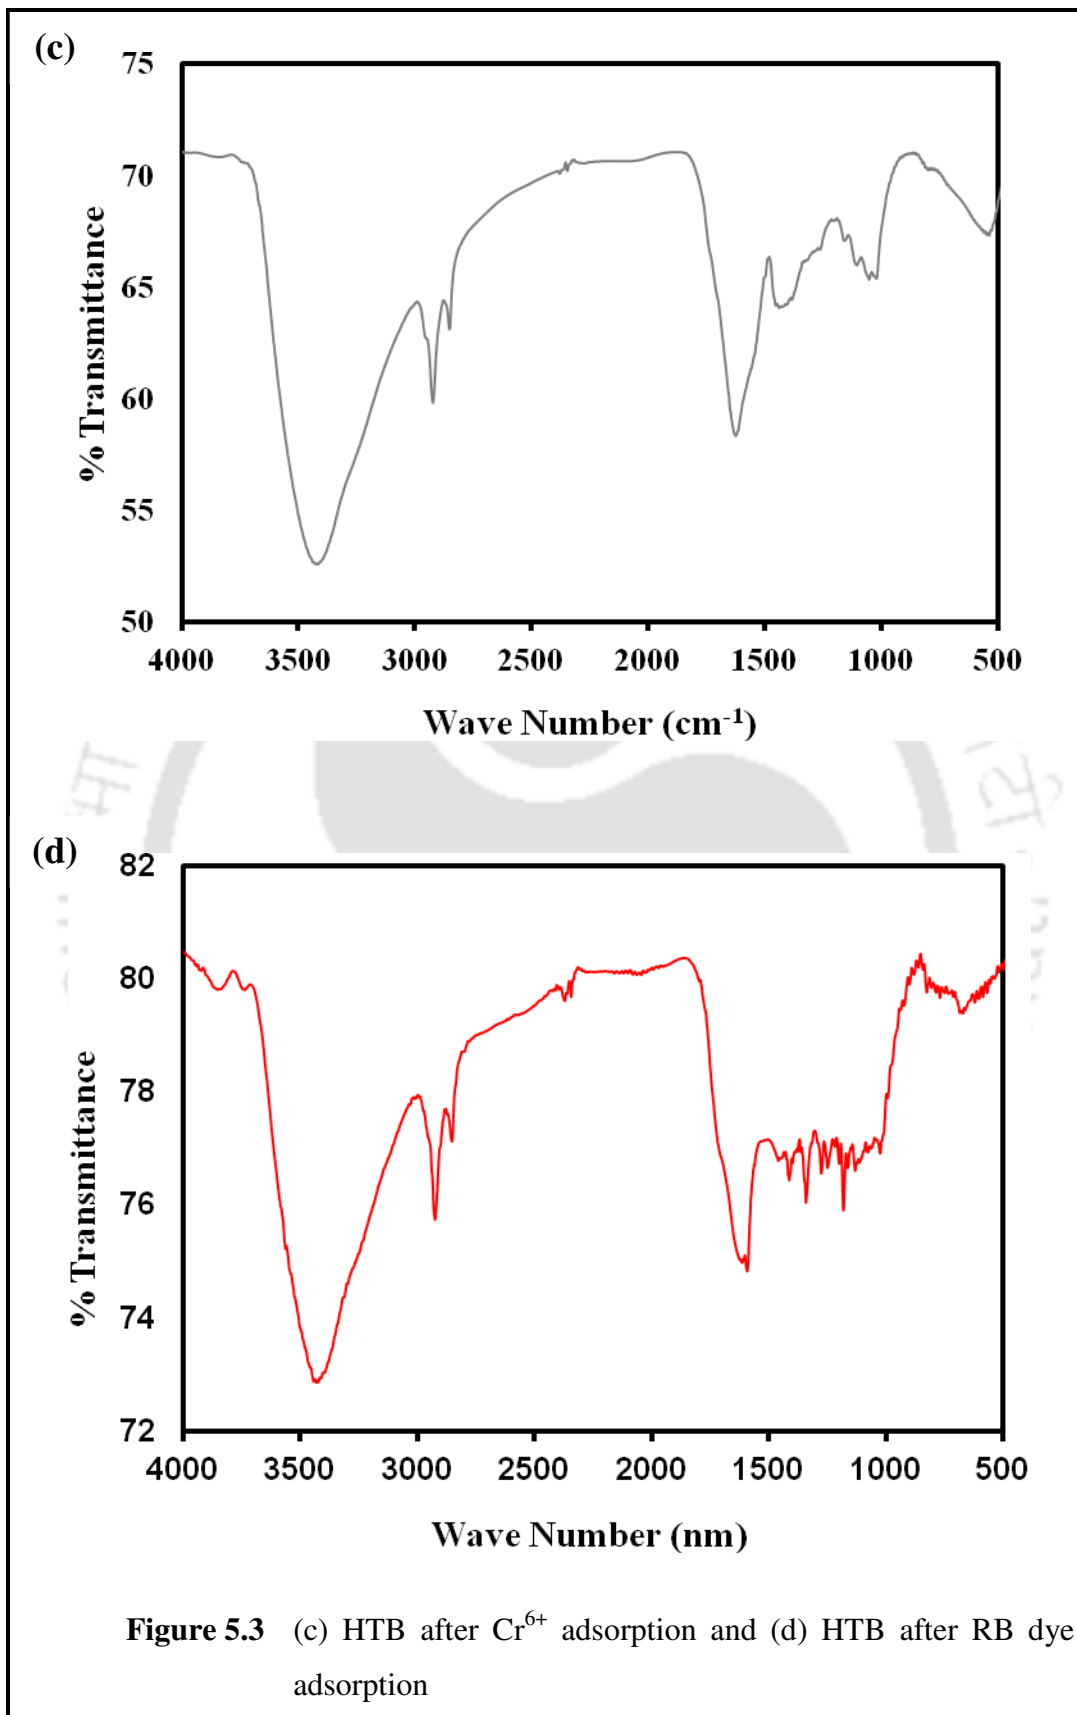 (c)
75
70
65
60
55
50
% Transmittance
4000 3500 3000 2500 2000 1500 1000 500
Wave Number (cm-1)
(d)
82
80
78
76
74
72
% Transmittance
4000 3500 3000 2500 2000 1500 1000 500
Wave Number (nm)
Figure 5.3 (c) HTB after Cr6+ adsorption and (d) HTB after RB dye
adsorption